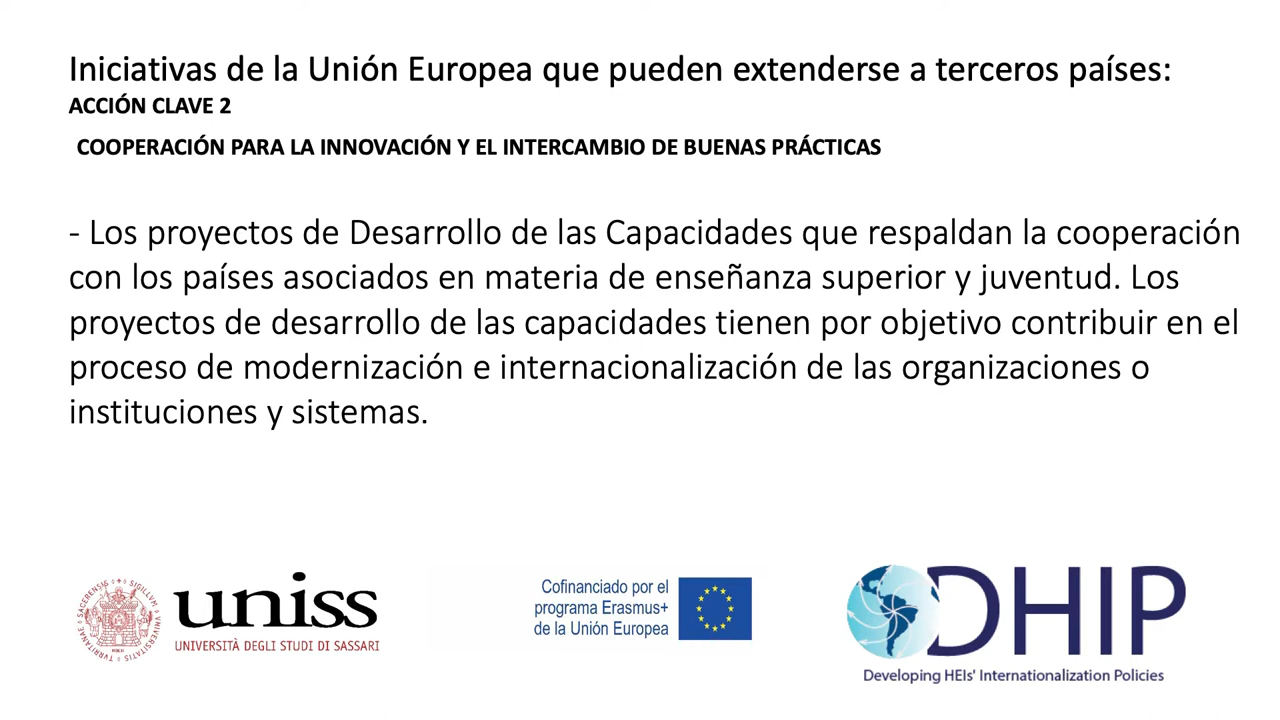 Iniciativas de la Unión Europea que pueden extenderse a terceros países:
ACCIÓN CLAVE 2
COOPERACIÓN PARA LA INNOVACIÓN Y EL INTERCAMBIO DE BUENAS PRÁCTICAS
- Los proyectos de Desarrollo de las Capacidades que respaldan la cooperación
con los países asociados en materia de enseñanza superior y juventud. Los
proyectos de desarrollo de las capacidades tienen por objetivo contribuir en el
proceso de modernización e internacionalización de las organizaciones o
instituciones y sistemas.
uniss
UNIVERSITÀ DEGLI STUDI DI SASSARI
Cofinanciado por el
programa Erasmus+
de la Unión Europea
DHIP
Developing HEIs' Internationalization Policies